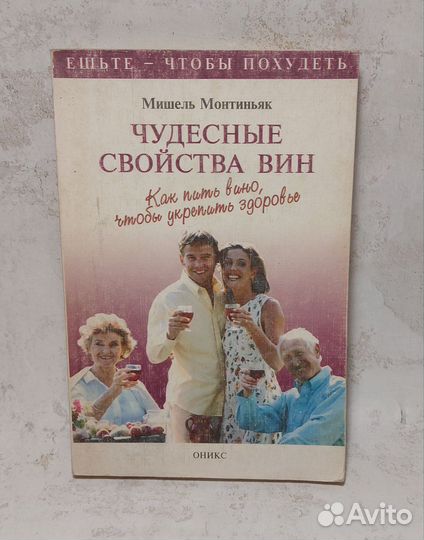 ЕШЬТЕ – ЧТОБЫ ПОХУДЕТЬ
Мишель Монтиньяк
ЧУДЕСНЫЕ
СВОЙСТВА ВИН
Как пить вино,
чтобы укрепить здоровье
ОНИКС
Avito